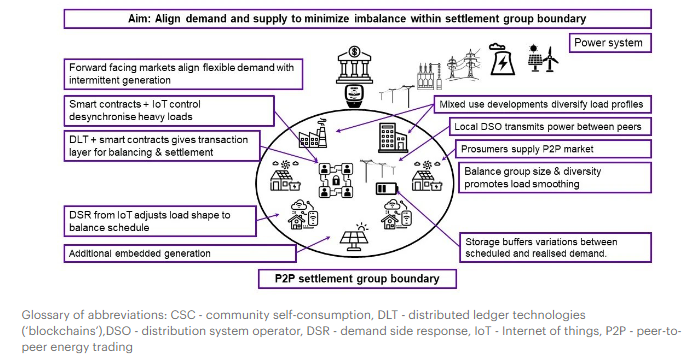 Aim: Align demand and supply to minimize imbalance within settlement group boundary
Power system
Forward facing markets align flexible demand with
intermittent generation
Smart contracts + IoT control
desynchronise heavy loads
DLT + smart contracts gives transaction
layer for balancing & settlement
Mixed use developments diversify load profiles
Local DSO transmits power between peers
Prosumers supply P2P market
Balance group size & diversity
promotes load smoothing
DSR from IoT adjusts load shape to
balance schedule
Additional embedded generation
Storage buffers variations between
scheduled and realised demand.
P2P settlement group boundary
Glossary of abbreviations: CSC - community self-consumption, DLT - distributed ledger technologies
(‘blockchains’),DSO - distribution system operator, DSR - demand side response, IoT - Internet of things, P2P - peer-to-
peer energy trading